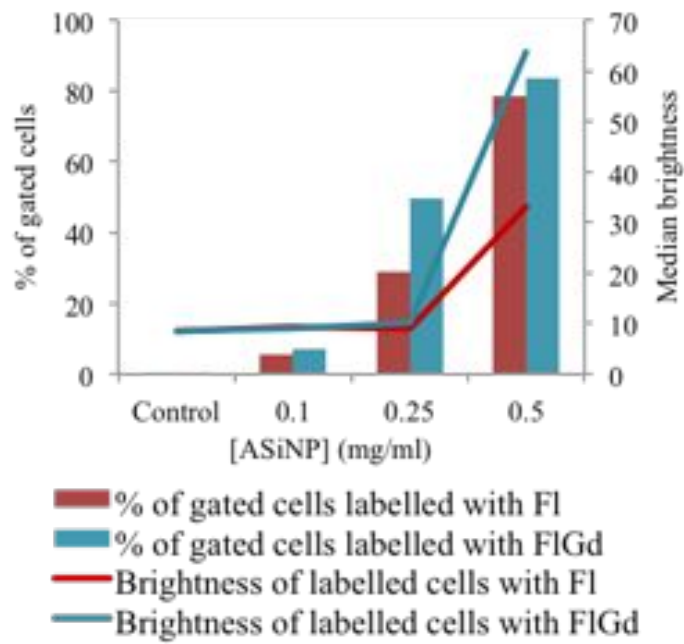 100
80
60
40
20
0
% of gated cells
70
60
50
40
30
20
10
0
Median brightness
Control 0.1 0.25 0.5
[ASiNP] (mg/ml)
% of gated cells labelled with Fl
% of gated cells labelled with FlGd
Brightness of labelled cells with Fl
Brightness of labelled cells with FlGd